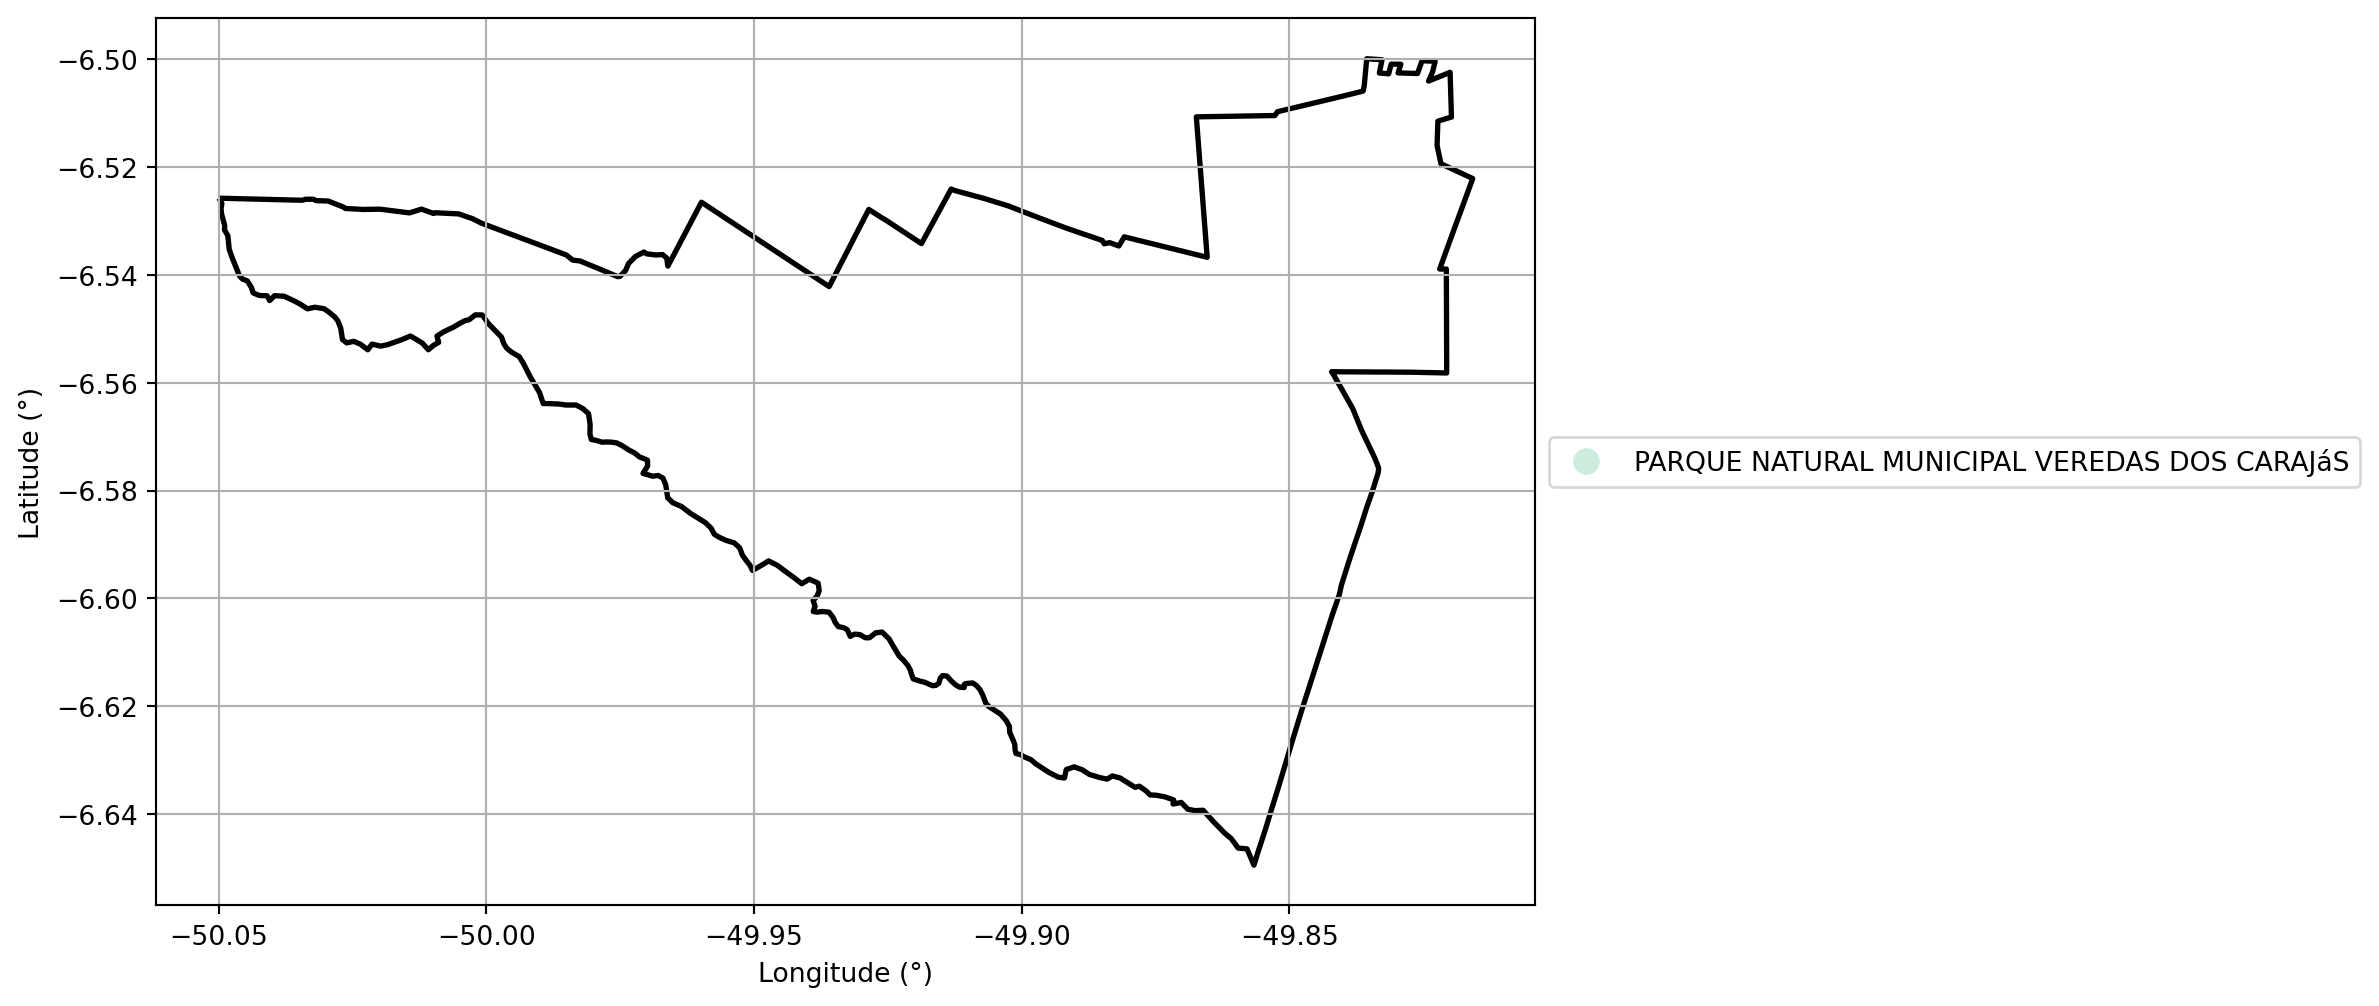 −6.50
−6.52
−6.54
−6.56
−6.58
−6.60
−6.62
−6.64
Latitude (°)
−50.05 −50.00 −49.95 −49.90 −49.85
Longitude (°)
PARQUE NATURAL MUNICIPAL VEREDAS DOS CARAJáS